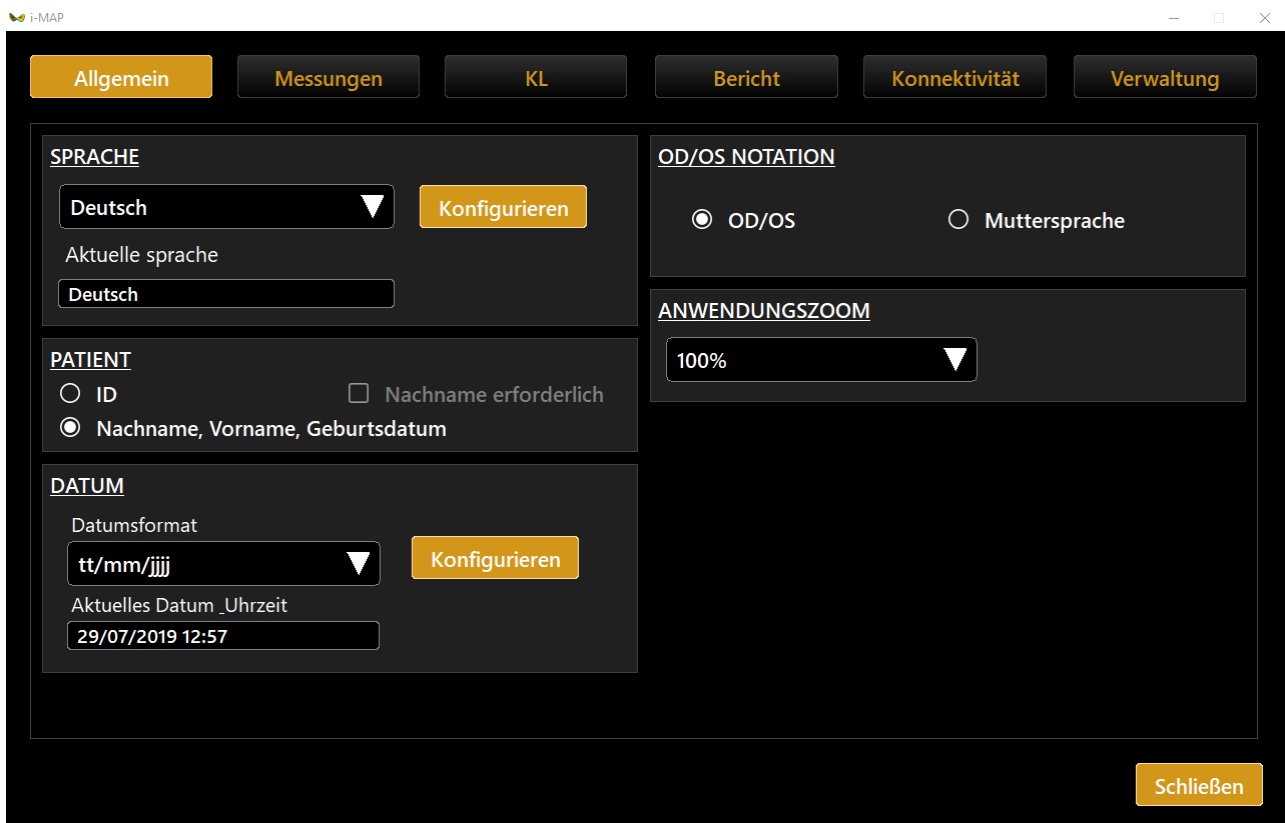 i-MAP
Allgemein
Messungen
KL
Bericht
Konnektivität
Verwaltung
SPRACHE
Deutsch
Konfigurieren
Aktuelle sprache
Deutsch
PATIENT
ID
Nachname erforderlich
Nachname, Vorname, Geburtsdatum
DATUM
Datumsformat
tt/mm/jjjj
Konfigurieren
Aktuelles Datum _Uhrzeit
29/07/2019 12:57
OD/OS NOTATION
OD/OS
Muttersprache
ANWENDUNGSZOOM
100%
Schließen